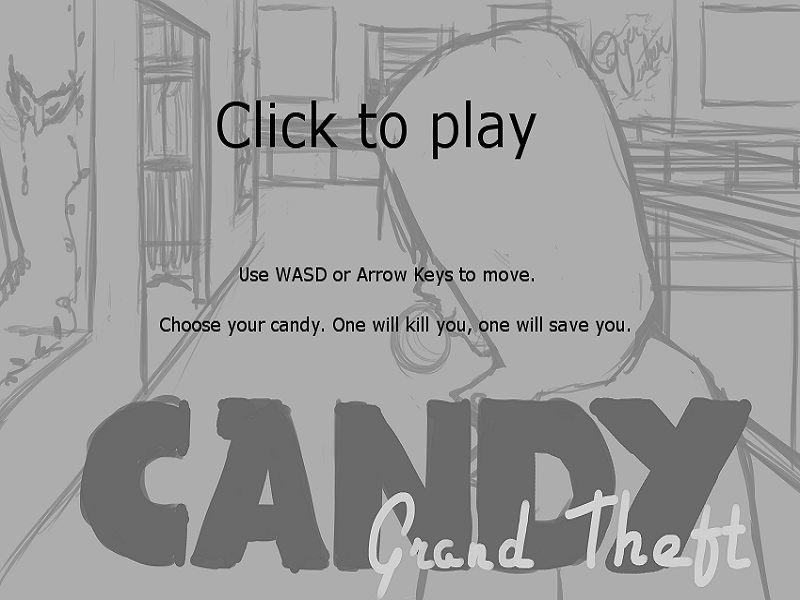 Click to play
Use WASD or Arrow Keys to move.
Choose your candy. One will kill you, one will save you.
CANDY
Grand Theft